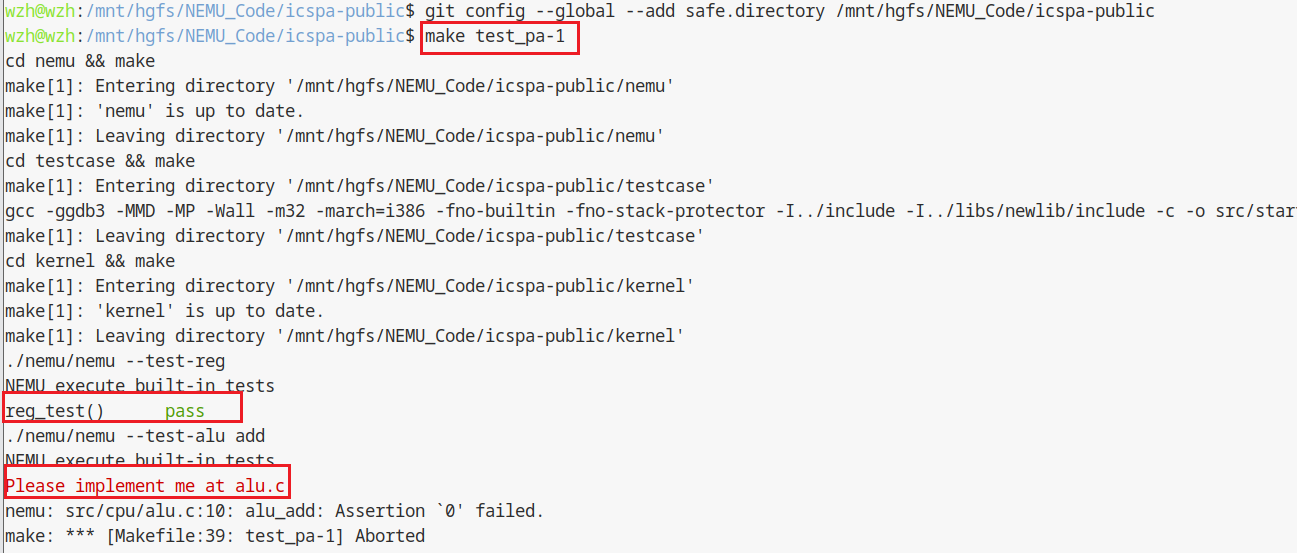 wzh@wzh:/mnt/hgfs/NEMU_Code/icspa-public$ git config --global --add safe.directory /mnt/hgfs/NEMU_Code/icspa-public
wzh@wzh:/mnt/hgfs/NEMU_Code/icspa-public$ make test_pa-1
cd nemu && make
make[1]: Entering directory '/mnt/hgfs/NEMU_Code/icspa-public/nemu'
make[1]: 'nemu' is up to date.
make[1]: Leaving directory '/mnt/hgfs/NEMU_Code/icspa-public/nemu'
cd testcase && make
make[1]: Entering directory '/mnt/hgfs/NEMU_Code/icspa-public/testcase'
gcc -ggdb3 -MMD -MP -Wall -m32 -march=i386 -fno-builtin -fno-stack-protector -I../include -I../libs/newlib/include -c -o src/star
make[1]: Leaving directory '/mnt/hgfs/NEMU_Code/icspa-public/testcase'
cd kernel && make
make[1]: Entering directory '/mnt/hgfs/NEMU_Code/icspa-public/kernel'
make[1]: 'kernel' is up to date.
make[1]: Leaving directory '/mnt/hgfs/NEMU_Code/icspa-public/kernel'
./nemu/nemu --test-reg
NEMU execute built-in tests
reg_test() pass
./nemu/nemu --test-alu add
NEMU execute built-in tests
Please implement me at alu.c
nemu: src/cpu/alu.c:10: alu_add: Assertion `0' failed.
make: *** [Makefile:39: test_pa-1] Aborted